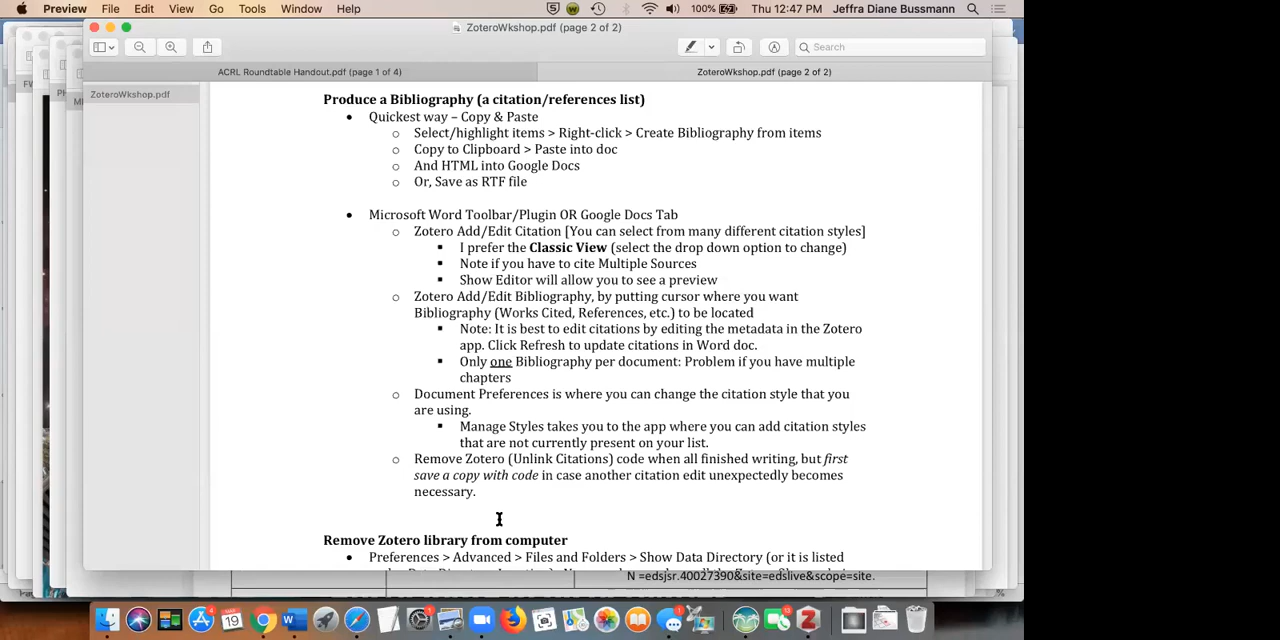 Preview File Edit View Go Tools Window Help
100% Thu 12:47 PM Jeffra Diane Bussmann
ZoteroWkshop.pdf (page 2 of 2)
Search
ACRL Roundtable Handout.pdf (page 1 of 4) ZoteroWkshop.pdf (page 2 of 2)
ZoteroWkshop.pdf
Produce a Bibliography (a citation/references list)
• Quickest way – Copy & Paste
o Select/highlight items > Right-click > Create Bibliography from items
o Copy to Clipboard > Paste into doc
o And HTML into Google Docs
o Or, Save as RTF file
• Microsoft Word Toolbar/Plugin OR Google Docs Tab
o Zotero Add/Edit Citation [You can select from many different citation styles]
▪ I prefer the Classic View (select the drop down option to change)
▪ Note if you have to cite Multiple Sources
▪ Show Editor will allow you to see a preview
o Zotero Add/Edit Bibliography, by putting cursor where you want
Bibliography (Works Cited, References, etc.) to be located
▪ Note: It is best to edit citations by editing the metadata in the Zotero
app. Click Refresh to update citations in Word doc.
▪ Only one Bibliography per document: Problem if you have multiple
chapters
o Document Preferences is where you can change the citation style that you
are using.
▪ Manage Styles takes you to the app where you can add citation styles
that are not currently present on your list.
o Remove Zotero (Unlink Citations) code when all finished writing, but first
save a copy with code in case another citation edit unexpectedly becomes
necessary.
Remove Zotero library from computer
• Preferences > Advanced > Files and Folders > Show Data Directory (or it is listed
N =edsjsr.40027390&site=edslive&scope=site.